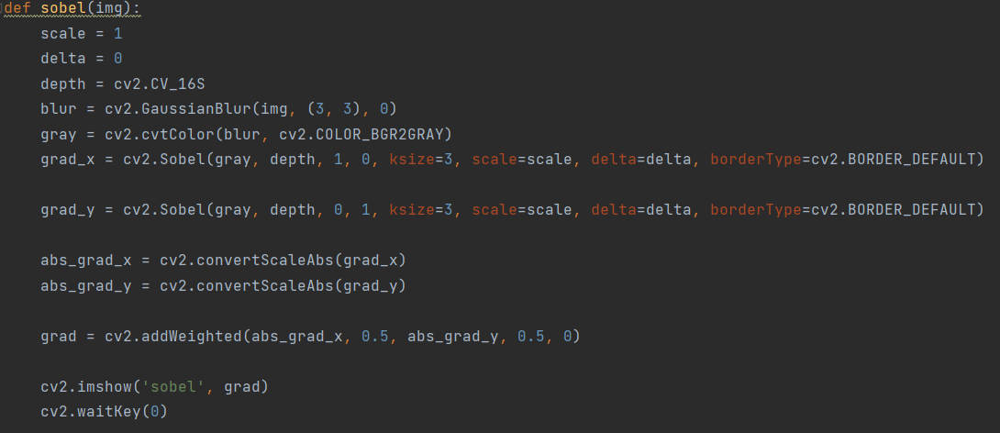 def sobel(img):
    scale = 1
    delta = 0
    depth = cv2.CV_16S
    blur = cv2.GaussianBlur(img, (3, 3), 0)
    gray = cv2.cvtColor(blur, cv2.COLOR_BGR2GRAY)
    grad_x = cv2.Sobel(gray, depth, 1, 0, ksize=3, scale=scale, delta=delta, borderType=cv2.BORDER_DEFAULT)
    grad_y = cv2.Sobel(gray, depth, 0, 1, ksize=3, scale=scale, delta=delta, borderType=cv2.BORDER_DEFAULT)
    abs_grad_x = cv2.convertScaleAbs(grad_x)
    abs_grad_y = cv2.convertScaleAbs(grad_y)
    grad = cv2.addWeighted(abs_grad_x, 0.5, abs_grad_y, 0.5, 0)
    cv2.imshow('sobel', grad)
    cv2.waitKey(0)